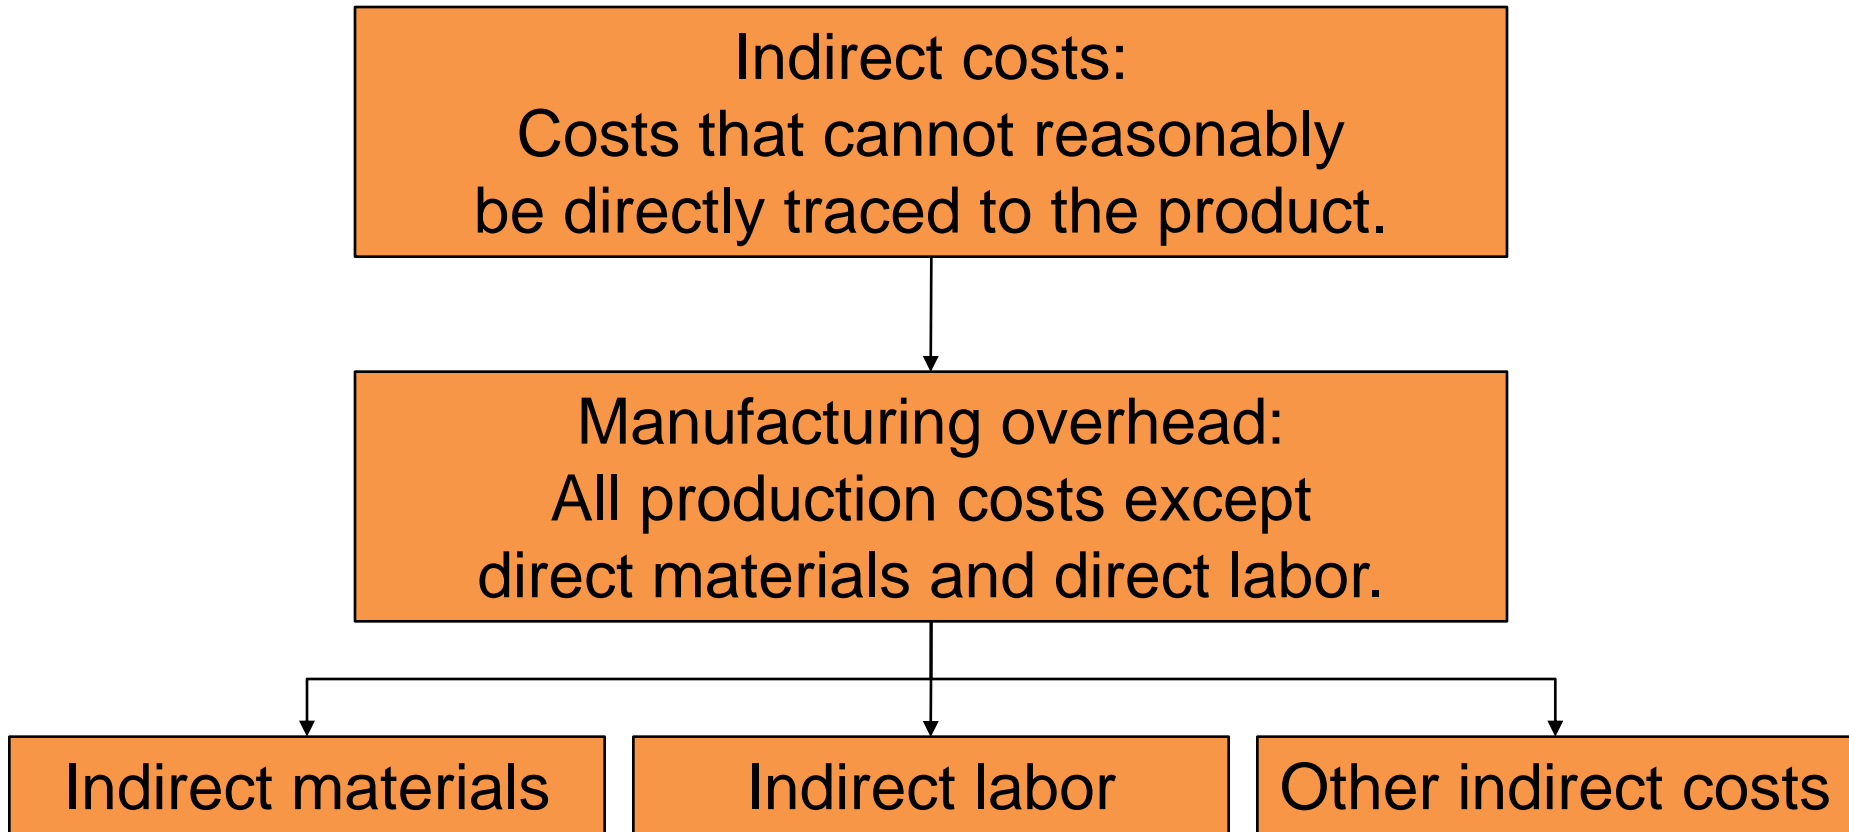 Indirect costs:
Costs that cannot reasonably
be directly traced to the product.
Manufacturing overhead:
All production costs except
direct materials and direct labor.
Indirect materials
Indirect labor
Other indirect costs